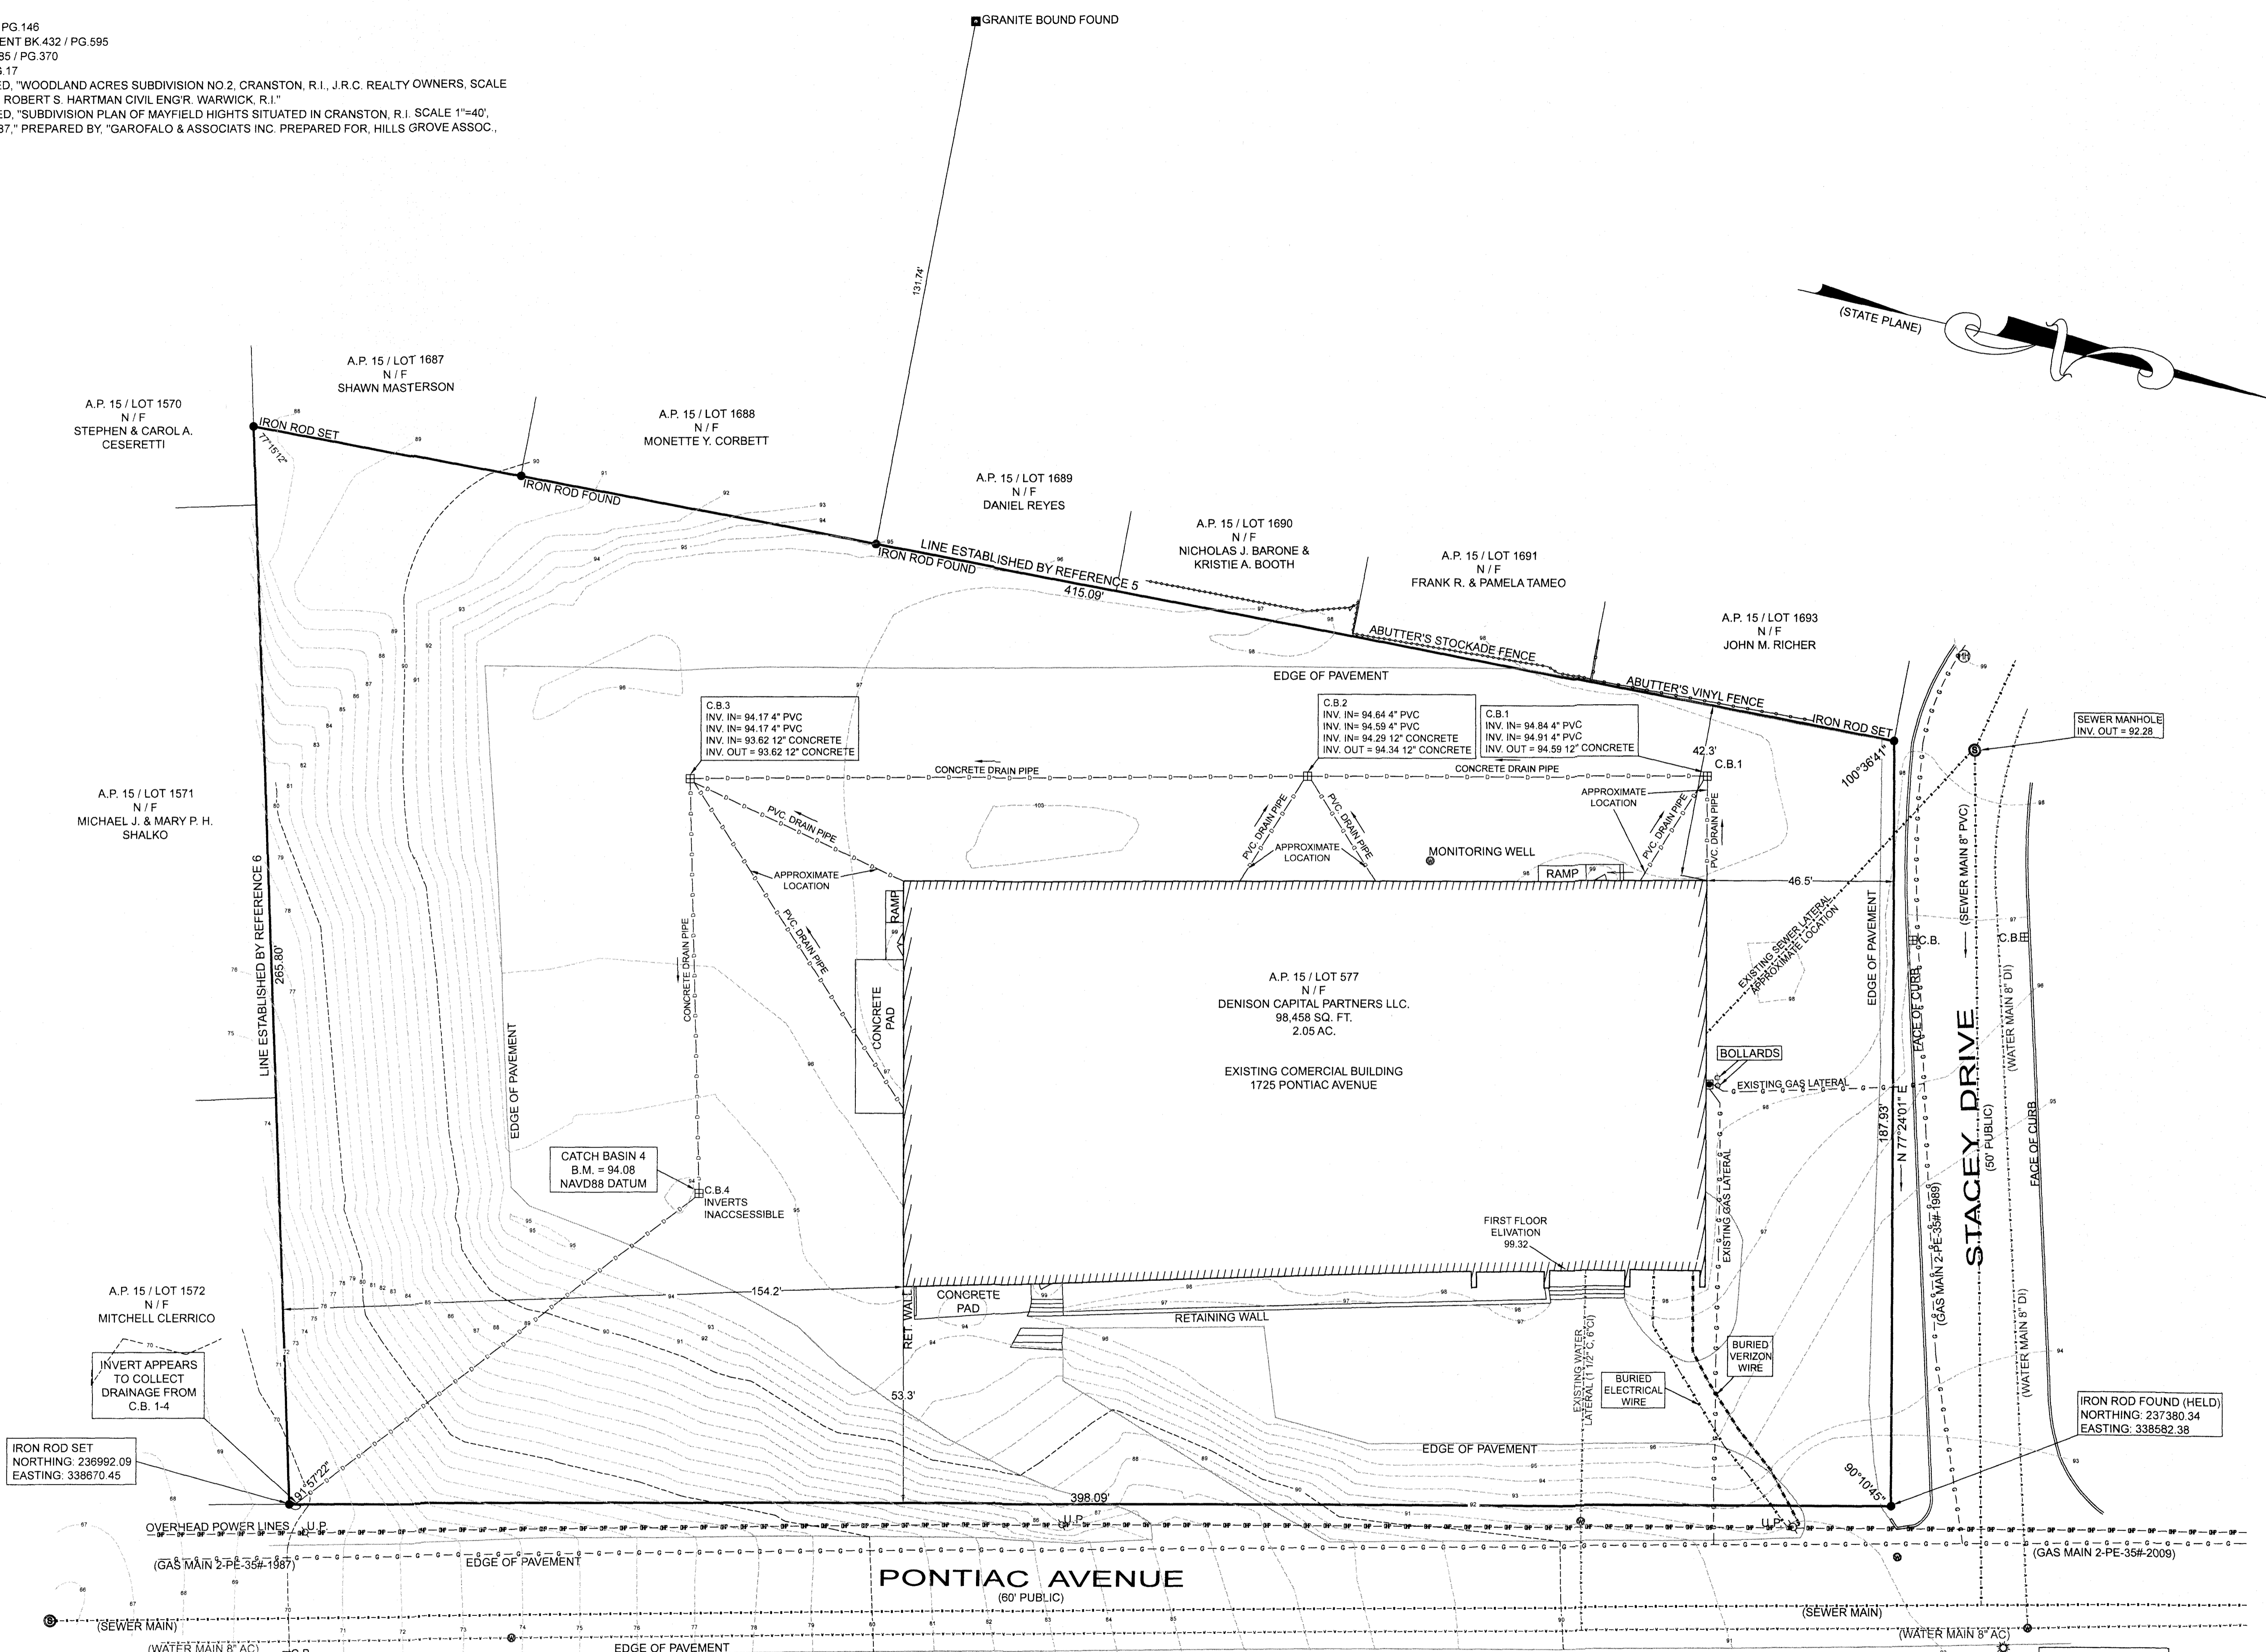 PG.146
ENT BK.432 / PG.595
85 / PG.370
G.17
ED, "WOODLAND ACRES SUBDIVISION NO.2, CRANSTON, R.I., J.R.C. REALTY OWNERS, SCALE
ROBERT S. HARTMAN CIVIL ENG'R. WARWICK, R.I."
ED, "SUBDIVISION PLAN OF MAYFIELD HIGHTS SITUATED IN CRANSTON, R.I. SCALE 1"=40',
87," PREPARED BY, "GAROFALO & ASSOCIATS INC. PREPARED FOR, HILLS GROVE ASSOC.,
GRANITE BOUND FOUND
131.74'
(STATE PLANE)
A.P. 15 / LOT 1687
N / F
SHAWN MASTERSON
A.P. 15 / LOT 1570
N / F
STEPHEN & CAROL A.
CESERETTI
A.P. 15 / LOT 1688
N / F
MONETTE Y. CORBETT
A.P. 15 / LOT 1689
N / F
DANIEL REYES
A.P. 15 / LOT 1690
N / F
NICHOLAS J. BARONE &
KRISTIE A. BOOTH
A.P. 15 / LOT 1691
N / F
FRANK R. & PAMELA TAMEO
A.P. 15 / LOT 1693
N / F
JOHN M. RICHER
IRON ROD SET
77°15'12"
IRON ROD FOUND
IRON ROD FOUND
LINE ESTABLISHED BY REFERENCE 5
415.09'
ABUTTER'S STOCKADE FENCE
ABUTTER'S VINYL FENCE
IRON ROD SET
100°36'41"
EDGE OF PAVEMENT
SEWER MANHOLE
INV. OUT = 92.28
C.B.3
INV. IN= 94.17 4" PVC
INV. IN= 94.17 4" PVC
INV. IN= 93.62 12" CONCRETE
INV. OUT = 93.62 12" CONCRETE
C.B.2
INV. IN= 94.64 4" PVC
INV. IN= 94.59 4" PVC
INV. IN= 94.29 12" CONCRETE
INV. OUT = 94.34 12" CONCRETE
C.B.1
INV. IN= 94.84 4" PVC
INV. IN= 94.91 4" PVC
INV. OUT = 94.59 12" CONCRETE
42.3'
C.B.1
CONCRETE DRAIN PIPE
CONCRETE DRAIN PIPE
APPROXIMATE
LOCATION
PVC. DRAIN PIPE
PVC. DRAIN PIPE
PVC. DRAIN PIPE
PVC. DRAIN PIPE
PVC. DRAIN PIPE
APPROXIMATE
LOCATION
MONITORING WELL
RAMP
46.5'
APPROXIMATE
LOCATION
PVC. DRAIN PIPE
RAMP
CONCRETE
PAD
CONCRETE DRAIN PIPE
A.P. 15 / LOT 1571
N / F
MICHAEL J. & MARY P. H.
SHALKO
LINE ESTABLISHED BY REFERENCE 6
265.80'
EDGE OF PAVEMENT
A.P. 15 / LOT 577
N / F
DENISON CAPITAL PARTNERS LLC.
98,458 SQ. FT.
2.05 AC.
EXISTING COMERCIAL BUILDING
1725 PONTIAC AVENUE
EXISTING SEWER LATERAL
APPROXIMATE LOCATION
EDGE OF PAVEMENT
C.B.
C.B.
FACE OF CURB
(SEWER MAIN 8" PVC)
(WATER MAIN 8" DI)
BOLLARDS
EXISTING GAS LATERAL
EXISTING GAS LATERAL
187.93'
N 77°24'01" E
STACEY DRIVE
(50' PUBLIC)
FACE OF CURB
(GAS MAIN 2-PE-35#-1989)
(WATER MAIN 8" DI)
CATCH BASIN 4
B.M. = 94.08
NAVD88 DATUM
C.B.4
INVERTS
INACCSESSIBLE
FIRST FLOOR
ELIVATION
99.32
154.2'
RET. WALL
CONCRETE
PAD
RETAINING WALL
53.3'
EXISTING WATER
LATERAL (1 1/2" C, 6"CI)
BURIED
VERIZON
WIRE
BURIED
ELECTRICAL
WIRE
A.P. 15 / LOT 1572
N / F
MITCHELL CLERRICO
INVERT APPEARS
TO COLLECT
DRAINAGE FROM
C.B. 1-4
IRON ROD SET
NORTHING: 236992.09
EASTING: 338670.45
191°57'22"
398.09'
EDGE OF PAVEMENT
90°10'45"
IRON ROD FOUND (HELD)
NORTHING: 237380.34
EASTING: 338582.38
OVERHEAD POWER LINES
U.P.
U.P.
U.P.
(GAS MAIN 2-PE-35#-1987)
EDGE OF PAVEMENT
(GAS MAIN 2-PE-35#-2009)
PONTIAC AVENUE
(60' PUBLIC)
(SEWER MAIN)
(SEWER MAIN)
(WATER MAIN 8" AC)
EDGE OF PAVEMENT
(WATER MAIN 8" AC)